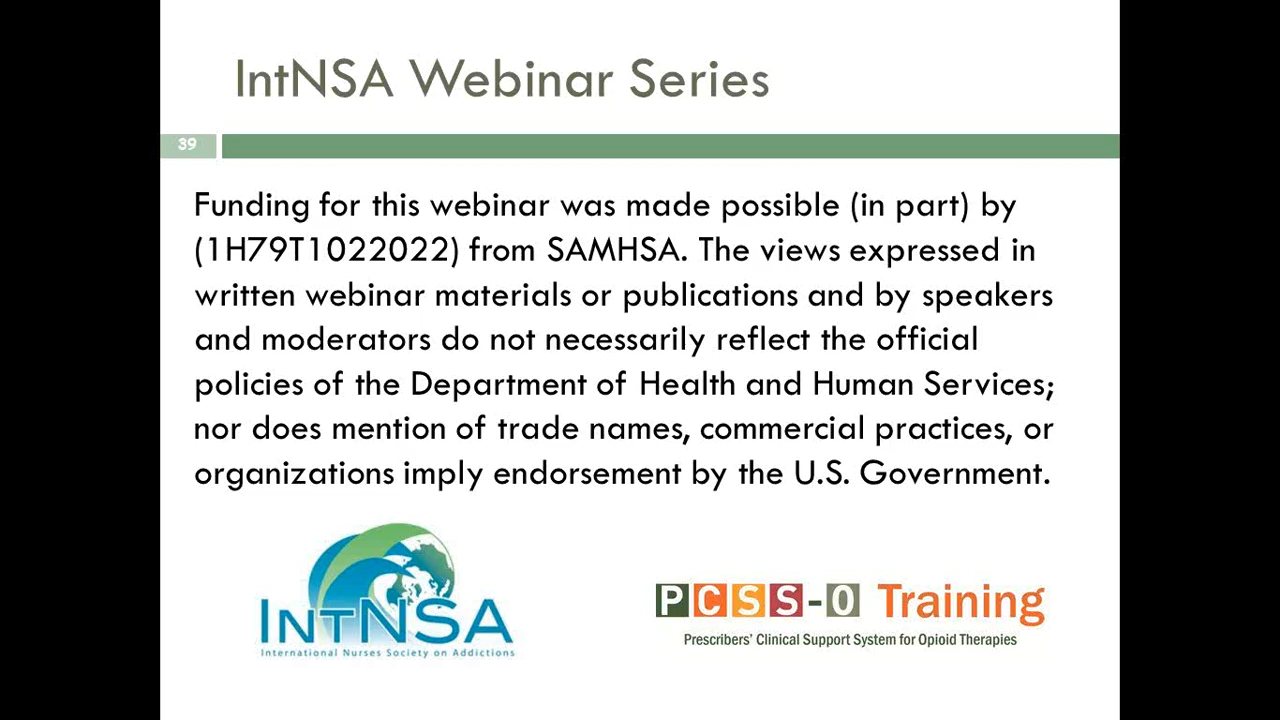 IntNSA Webinar Series
39
Funding for this webinar was made possible (in part) by
(1H79T1022022) from SAMHSA. The views expressed in
written webinar materials or publications and by speakers
and moderators do not necessarily reflect the official
policies of the Department of Health and Human Services;
nor does mention of trade names, commercial practices, or
organizations imply endorsement by the U.S. Government.
INTNSA
International Nurses Society on Addictions
PCSS-O Training
Prescribers' Clinical Support System for Opioid Therapies